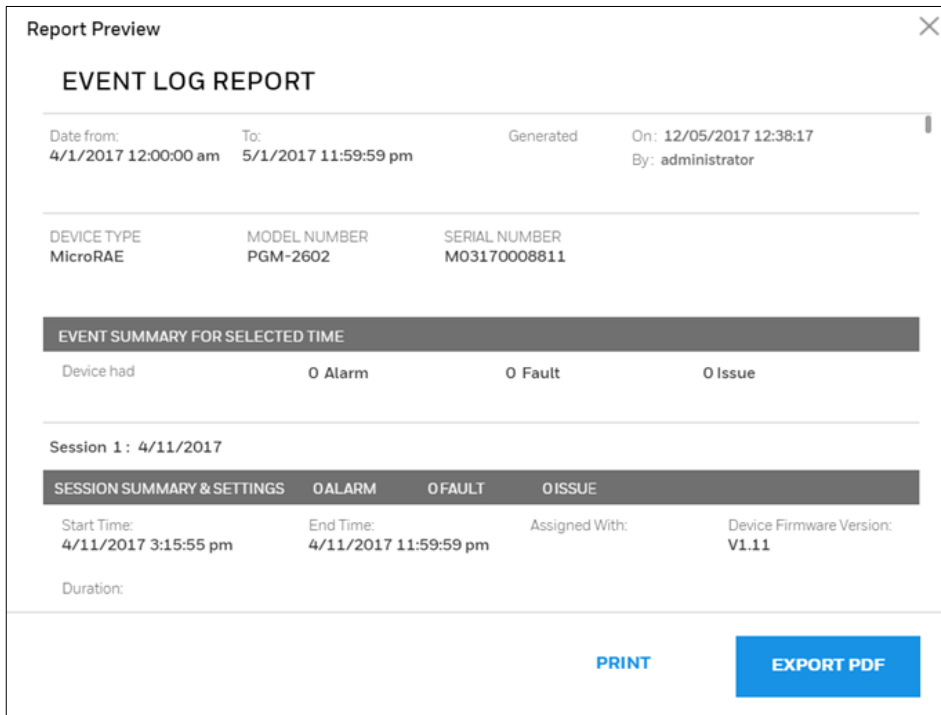 Report Preview
EVENT LOG REPORT
Date from: To: Generated On: 12/05/2017 12:38:17
4/1/2017 12:00:00 am 5/1/2017 11:59:59 pm By: administrator
DEVICE TYPE MODEL NUMBER SERIAL NUMBER
MicroRAE PGM-2602 M03170008811
EVENT SUMMARY FOR SELECTED TIME
Device had 0 Alarm 0 Fault 0 Issue
Session 1: 4/11/2017
SESSION SUMMARY & SETTINGS 0 ALARM 0 FAULT 0 ISSUE
Start Time: End Time: Assigned With: Device Firmware Version:
4/11/2017 3:15:55 pm 4/11/2017 11:59:59 pm V1.11
Duration:
PRINT EXPORT PDF